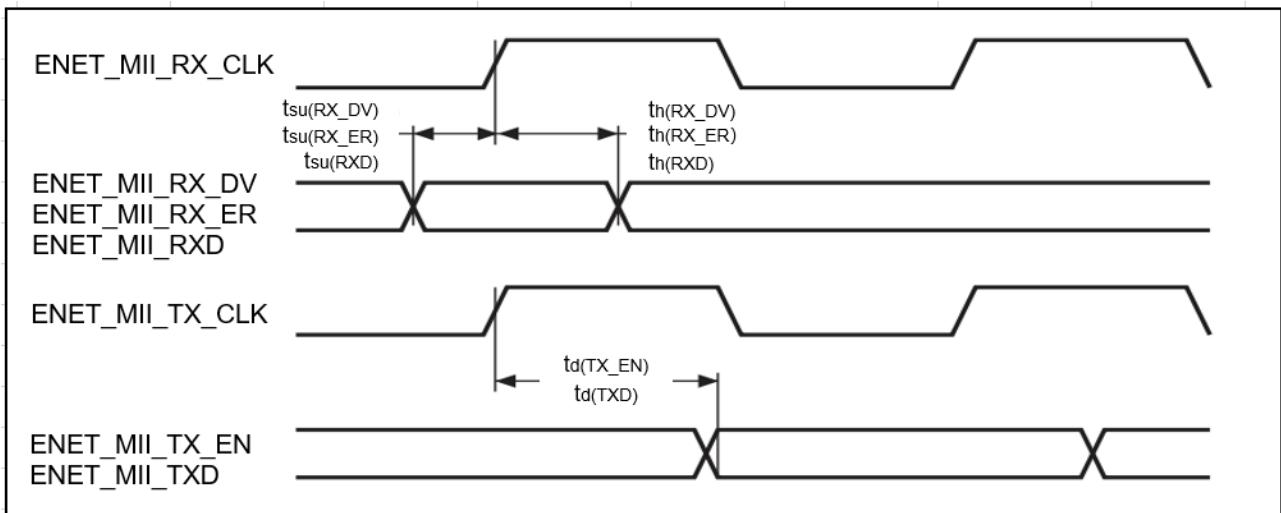 ENET_MII_RX_CLK
tsu(RX_DV)
tsu(RX_ER)
tsu(RXD)
th(RX_DV)
th(RX_ER)
th(RXD)
ENET_MII_RX_DV
ENET_MII_RX_ER
ENET_MII_RXD
ENET_MII_TX_CLK
td(TX_EN)
td(TXD)
ENET_MII_TX_EN
ENET_MII_TXD